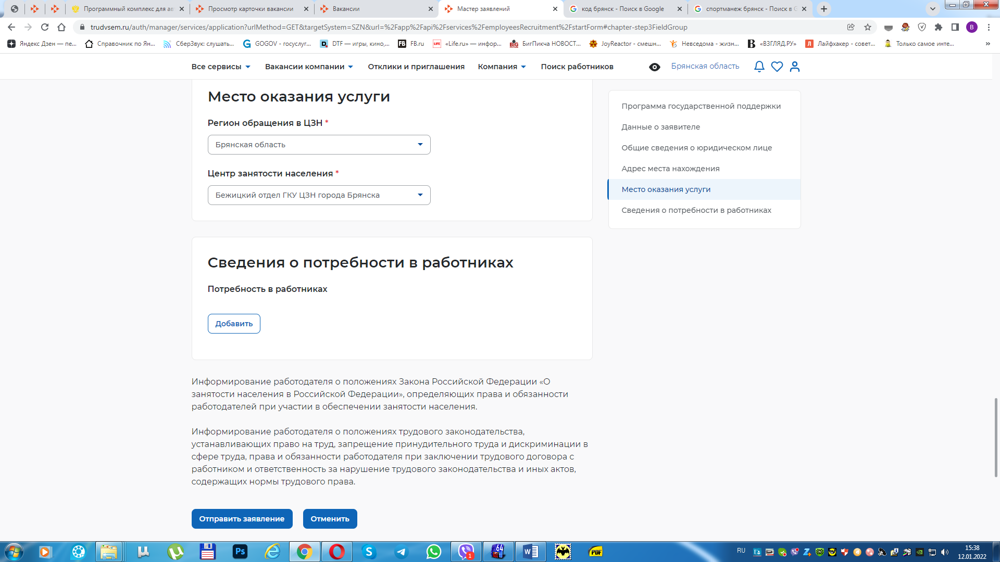 Программный комплекс для ав
Просмотр карточки вакансии
Вакансии
Мастер заявлений
код брянск - Поиск в Google
спортманеж брянск - Поиск в G
trudvsem.ru/auth/manager/services/application?urlMethod=GET&targetSystem=SZN&url=%2Fapp%2Fapi%2Fservices%2FemployeesRecruitment%2FstartForm#chapter-step3FieldGroup
В
Яндекс Дзен — пе...
Справочник по Ян...
СберЗвук: слушать...
GOGOV - госуслуг...
DTF — игры, кино,...
FB.ru
«Life.ru» — инфор...
БигПикча НОВОСТ...
JoyReactor - смешн...
Невседома - жизн...
«ВЗГЛЯД.РУ»
Лайфхакер - совет...
Только самое инте...
»
Все сервисы
Вакансии компании
Отклики и приглашения
Компания
Поиск работников
Брянская область
Место оказания услуги
Регион обращения в ЦЗН *
Брянская область
Центр занятости населения *
Бежицкий отдел ГКУ ЦЗН города Брянска
Программа государственной поддержки
Данные о заявителе
Общие сведения о юридическом лице
Адрес места нахождения
Место оказания услуги
Сведения о потребности в работниках
Сведения о потребности в работниках
Потребность в работниках
Добавить
Информирование работодателя о положениях Закона Российской Федерации «О
занятости населения в Российской Федерации», определяющих права и обязанности
работодателей при участии в обеспечении занятости населения.
Информирование работодателя о положениях трудового законодательства,
устанавливающих право на труд, запрещение принудительного труда и дискриминации в
сфере труда, права и обязанности работодателя при заключении трудового договора с
работником и ответственность за нарушение трудового законодательства и иных актов,
содержащих нормы трудового права.
Отправить заявление
Отменить
Ps
1
64
W
PDF
RU
15:38
12.01.2022